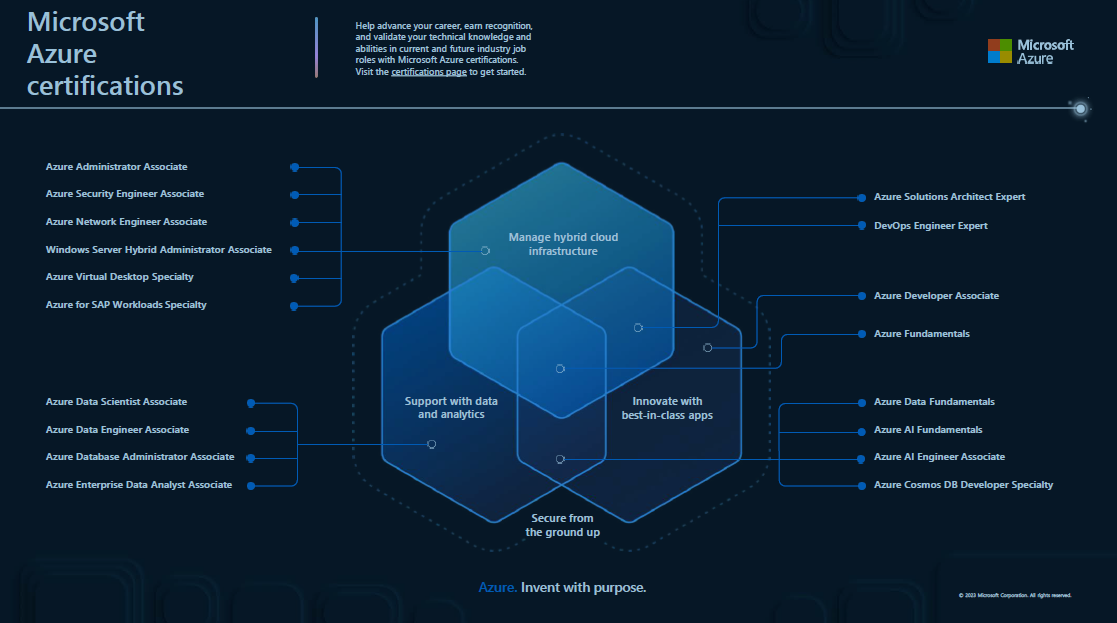 Microsoft
Azure
certifications
Help advance your career, earn recognition,
and validate your technical knowledge and
abilities in current and future industry job
roles with Microsoft Azure certifications.
Visit the certifications page to get started.
Microsoft
Azure
Azure Administrator Associate
Azure Security Engineer Associate
Azure Network Engineer Associate
Windows Server Hybrid Administrator Associate
Azure Virtual Desktop Specialty
Azure for SAP Workloads Specialty
Manage hybrid cloud
infrastructure
Azure Solutions Architect Expert
DevOps Engineer Expert
Azure Developer Associate
Azure Fundamentals
Azure Data Scientist Associate
Azure Data Engineer Associate
Azure Database Administrator Associate
Azure Enterprise Data Analyst Associate
Support with data
and analytics
Innovate with
best-in-class apps
Azure Data Fundamentals
Azure AI Fundamentals
Azure AI Engineer Associate
Azure Cosmos DB Developer Specialty
Secure from
the ground up
Azure. Invent with purpose.
© 2023 Microsoft Corporation. All rights reserved.